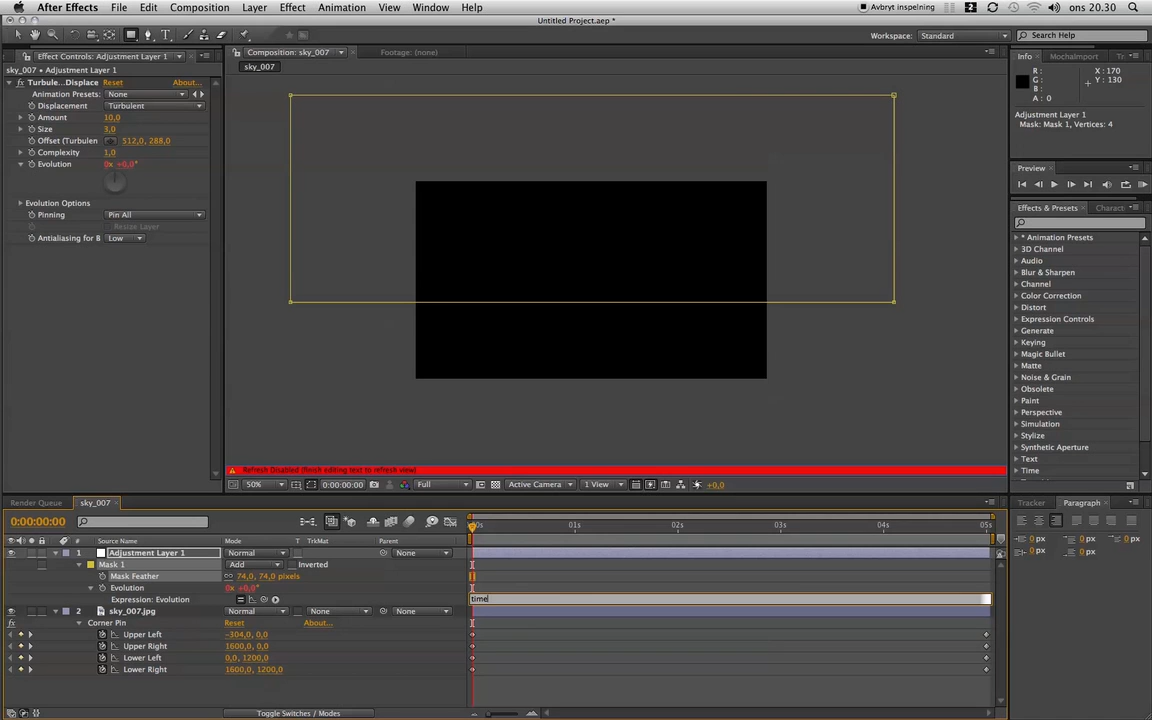 After Effects File Edit Composition Layer Effect Animation View Window Help Avbryt inspelning 2 ons 20.30
Untitled Project.aep *
Workspace: Standard Search Help
Effect Controls: Adjustment Layer 1
Composition: sky_007 Footage: (none)
Info MochaImport Tr
sky_007 • Adjustment Layer 1
sky_007
Turbule...Displace Reset About...
Animation Presets: None
Displacement Turbulent
Amount 10,0
Size 3,0
Offset (Turbulen 512,0, 288,0
Complexity 1,0
Evolution 0x +0,0°
Evolution Options
Pinning Pin All
Resize Layer
Antialiasing for B Low
R :
G :
B :
A : 0
X : 170
Y : 130
Adjustment Layer 1
Mask: Mask 1, Vertices: 4
Preview
Effects & Presets Charact
* Animation Presets
3D Channel
Audio
Blur & Sharpen
Channel
Color Correction
Distort
Expression Controls
Generate
Keying
Magic Bullet
Matte
Noise & Grain
Obsolete
Paint
Perspective
Simulation
Stylize
Synthetic Aperture
Text
Time
Refresh Disabled (finish editing text to refresh view)
50% 0:00:00:00 Full Active Camera 1 View +0,0
Render Queue sky_007
Tracker Paragraph
0:00:00:00
0s 01s 02s 03s 04s 05s
# Source Name Mode T TrkMat Parent
1 Adjustment Layer 1 Normal None
Mask 1 Add Inverted
Mask Feather 74,0, 74,0 pixels
Evolution 0x +0,0°
Expression: Evolution time
2 sky_007.jpg Normal None None
Corner Pin Reset About...
Upper Left -304,0, 0,0
Upper Right 1600,0, 0,0
Lower Left 0,0, 1200,0
Lower Right 1600,0, 1200,0
Toggle Switches / Modes
0 px 0 px 0 px
0 px 0 px